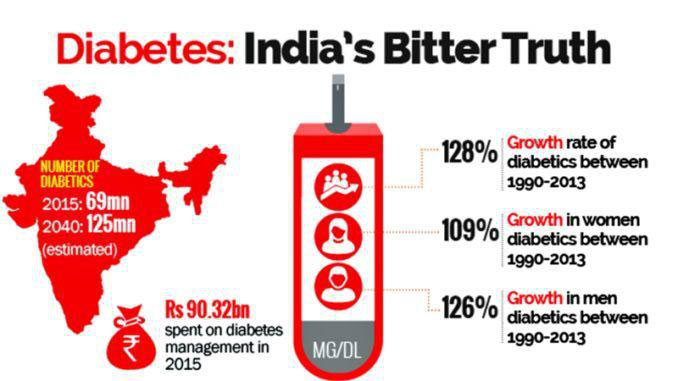 Diabetes: India's Bitter Truth
NUMBER OF
DIABETICS
2015: 69mn
2040: 125mn
(estimated)
Rs 90.32bn
spent on diabetes
management in
2015
₹
MG/DL
128%
Growth rate of
diabetics between
1990-2013
109%
Growth in women
diabetics between
1990-2013
126%
Growth in men
diabetics between
1990-2013